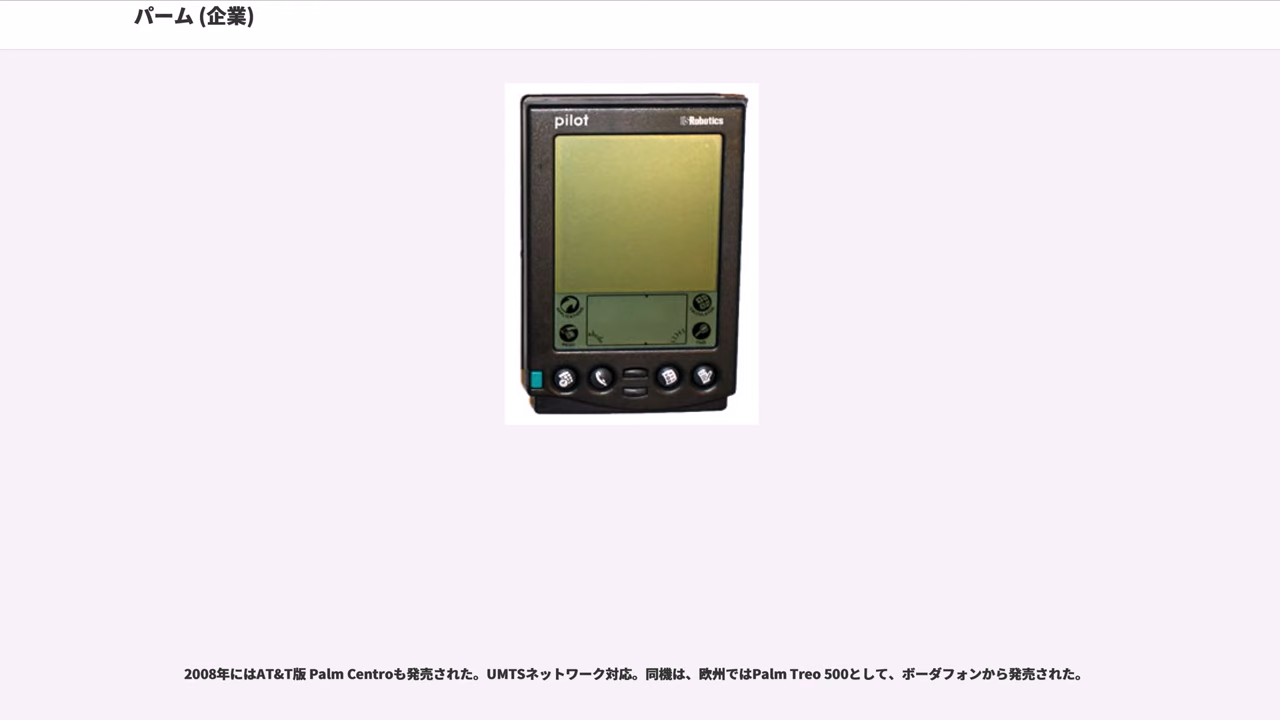 パーム (企業)
pilot
Robotics
2008年にはAT&T版 Palm Centroも発売された。UMTSネットワーク対応。同機は、欧州ではPalm Treo 500として、ボーダフォンから発売された。